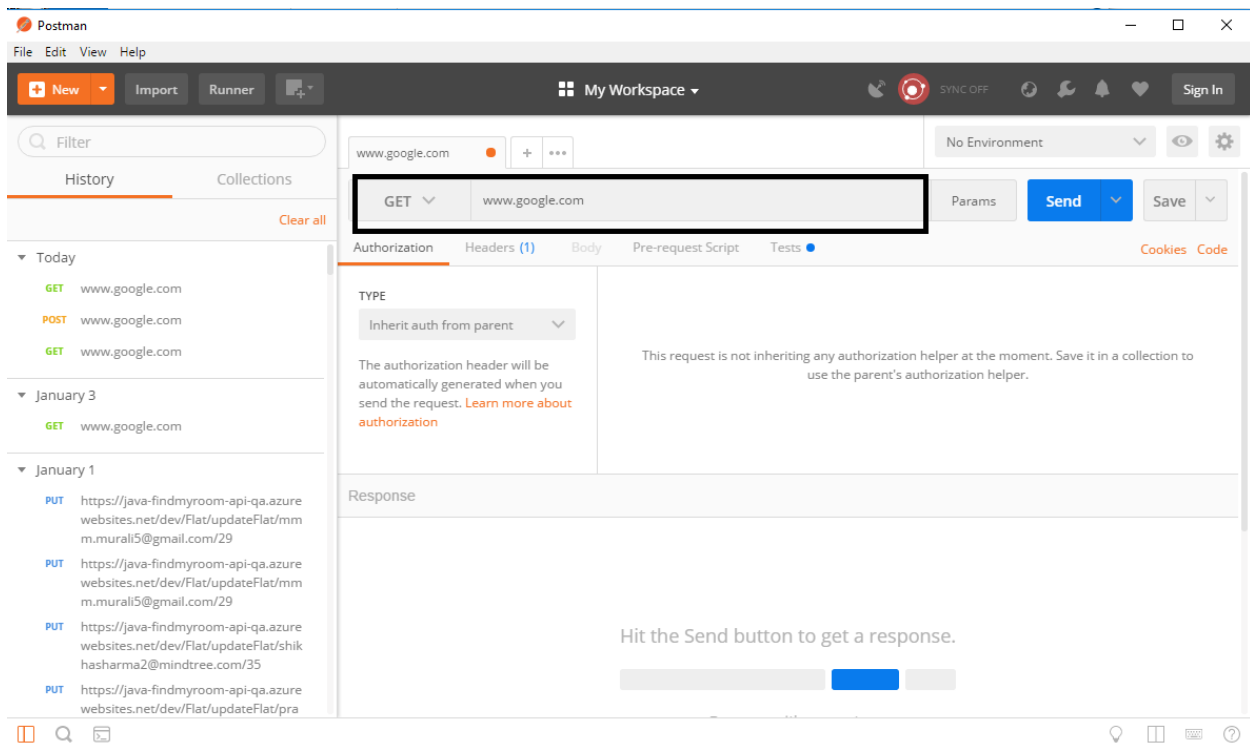 Postman
File Edit View Help
New Import Runner My Workspace SYNC OFF Sign In
Filter
History Collections
Clear all
Today
GET www.google.com
POST www.google.com
GET www.google.com
January 3
GET www.google.com
January 1
PUT https://java-findmyroom-api-qa.azure
websites.net/dev/Flat/updateFlat/mm
m.murali5@gmail.com/29
PUT https://java-findmyroom-api-qa.azure
websites.net/dev/Flat/updateFlat/mm
m.murali5@gmail.com/29
PUT https://java-findmyroom-api-qa.azure
websites.net/dev/Flat/updateFlat/shik
hasharma2@mindtree.com/35
PUT https://java-findmyroom-api-qa.azure
websites.net/dev/Flat/updateFlat/pra
www.google.com + •••
No Environment
GET www.google.com Params Send Save
Authorization Headers (1) Body Pre-request Script Tests Cookies Code
TYPE
Inherit auth from parent
The authorization header will be
automatically generated when you
send the request. Learn more about
authorization
This request is not inheriting any authorization helper at the moment. Save it in a collection to
use the parent's authorization helper.
Response
Hit the Send button to get a response.